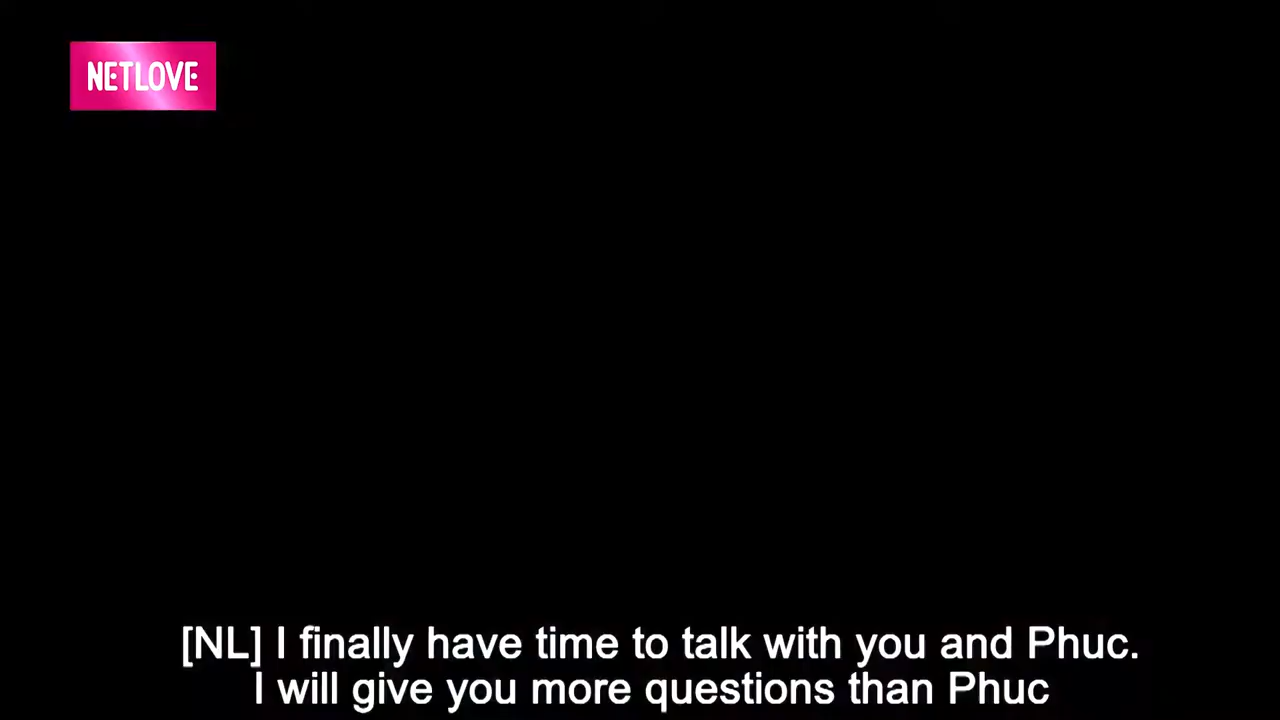 NETLOVE
[NL] I finally have time to talk with you and Phuc.
I will give you more questions than Phuc